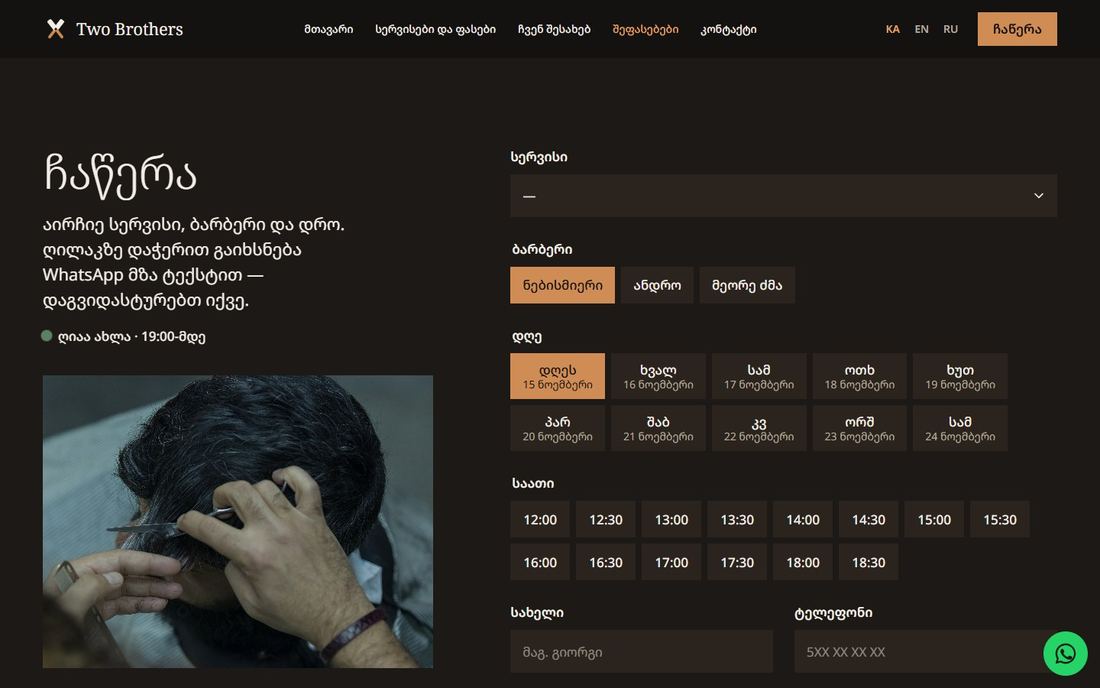 Two Brothers
მთავარი
სერვისები და ფასები
ჩვენ შესახებ
შეფასებები
კონტაქტი
KA
EN
RU
ჩაწერა
ჩაწერა
აირჩიე სერვისი, ბარბერი და დრო.
ღილაკზე დაჭერით გაიხსნება
WhatsApp მზა ტექსტით —
დაგვიდასტურებთ იქვე.
ღიაა ახლა · 19:00-მდე
სერვისი
—
ბარბერი
ნებისმიერი
ანდრო
მეორე ძმა
დღე
დღეს
15 ნოემბერი
ხვალ
16 ნოემბერი
სამ
17 ნოემბერი
ოთხ
18 ნოემბერი
ხუთ
19 ნოემბერი
პარ
20 ნოემბერი
შაბ
21 ნოემბერი
კვ
22 ნოემბერი
ორშ
23 ნოემბერი
სამ
24 ნოემბერი
საათი
12:00
12:30
13:00
13:30
14:00
14:30
15:00
15:30
16:00
16:30
17:00
17:30
18:00
18:30
სახელი
მაგ. გიორგი
ტელეფონი
5XX XX XX XX